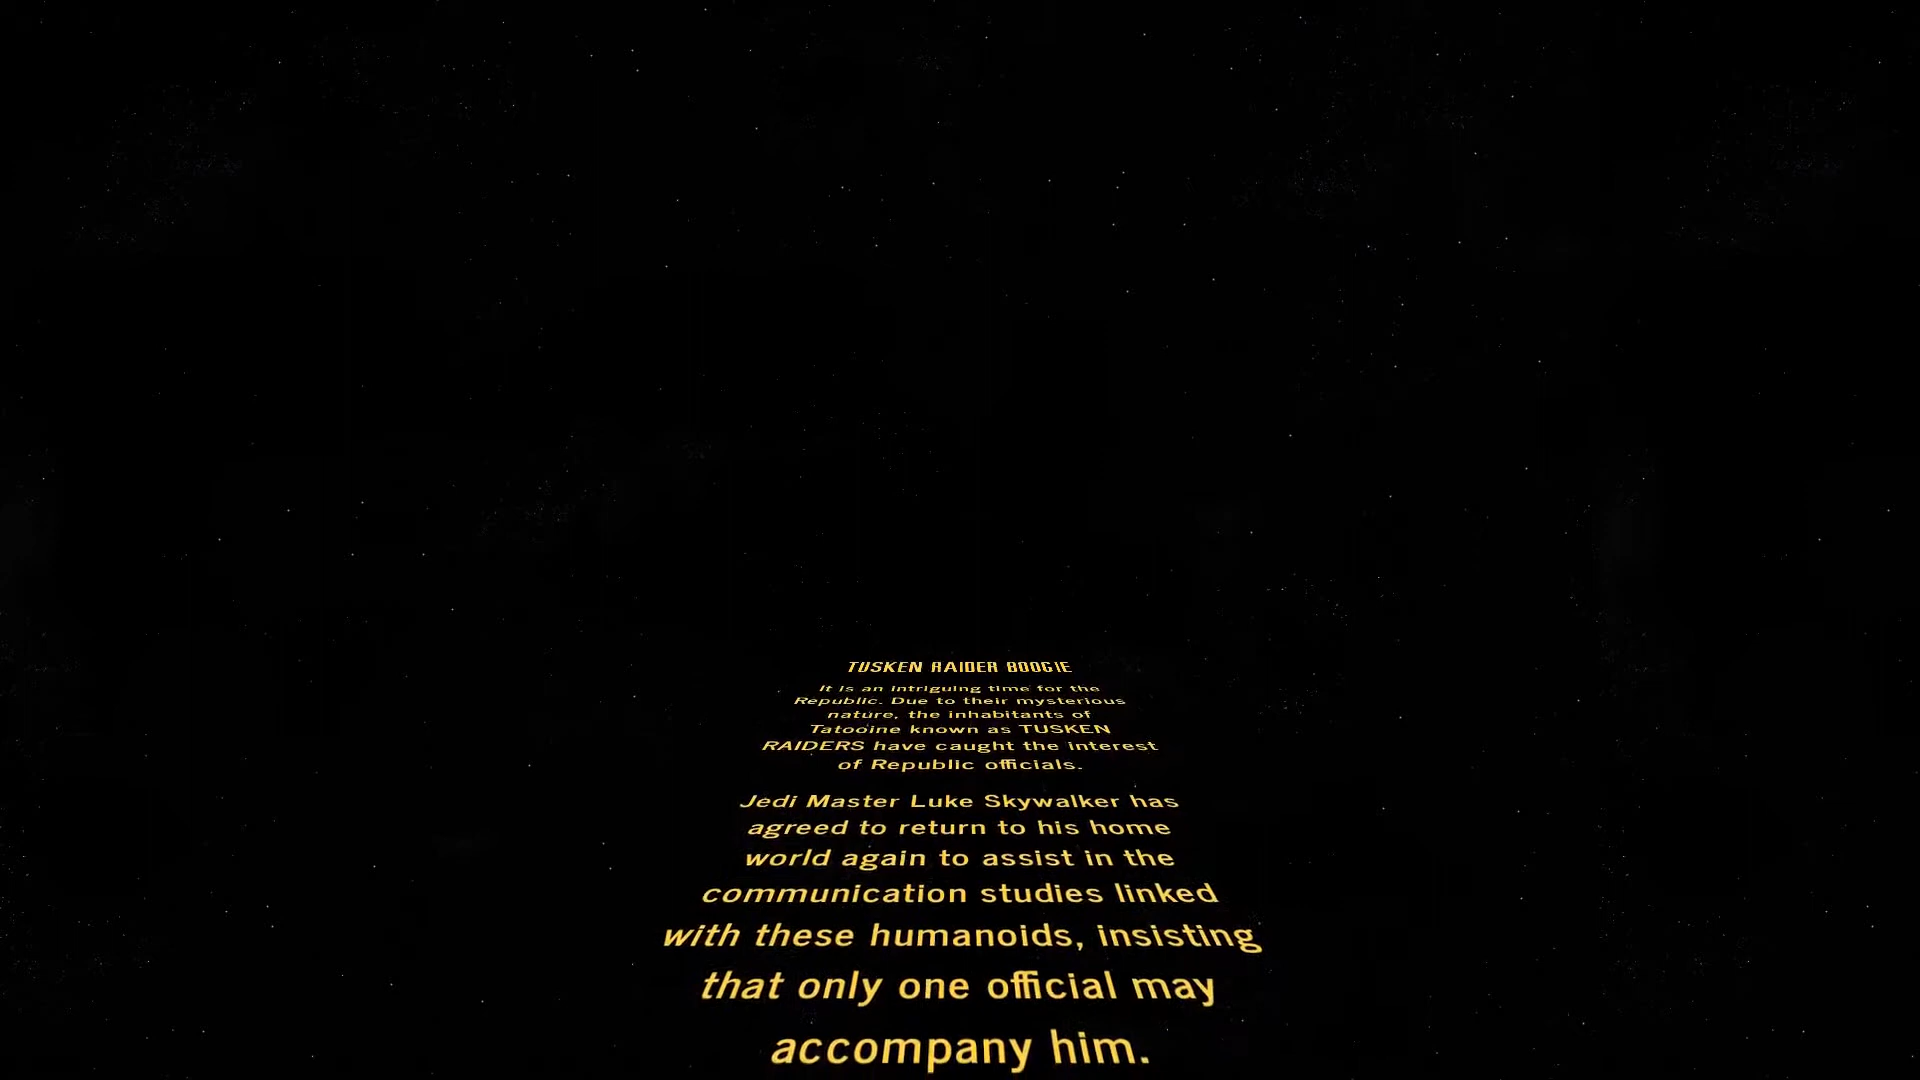 TUSKEN RAIDER BOOGIE
It is an intriguing time for the
Republic. Due to their mysterious
nature, the inhabitants of
Tatooine known as TUSKEN
RAIDERS have caught the interest
of Republic officials.
Jedi Master Luke Skywalker has
agreed to return to his home
world again to assist in the
communication studies linked
with these humanoids, insisting
that only one official may
accompany him.